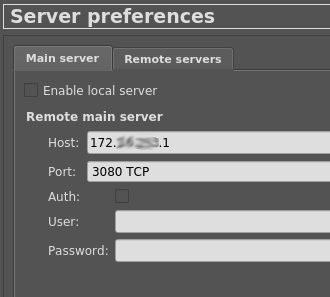 Server preferences
Main server
Remote servers
Enable local server
Remote main server
Host: 172. .1
Port: 3080 TCP
Auth:
User:
Password: